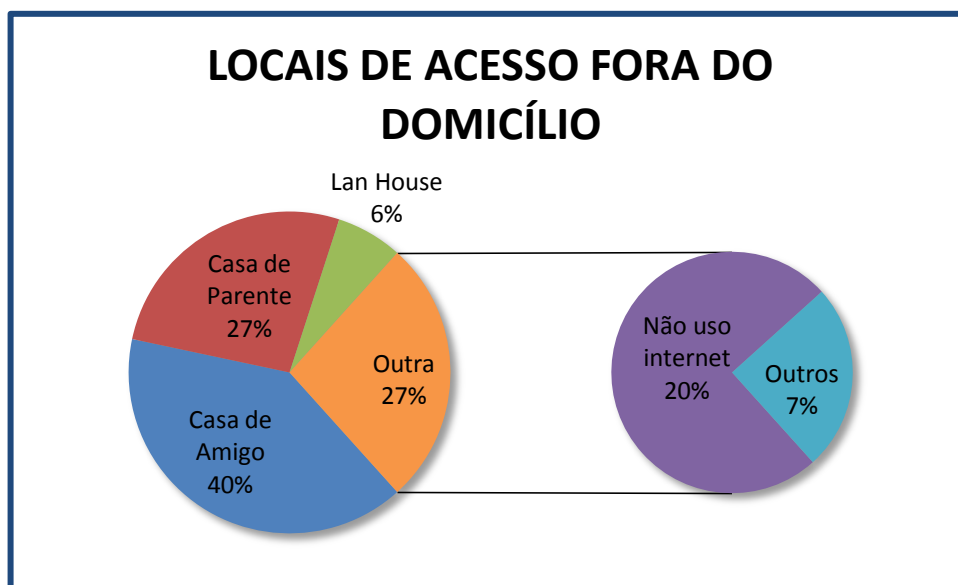 LOCAIS DE ACESSO FORA DO
DOMICÍLIO
Lan House
6%
Casa de
Parente
27%
Outra
27%
Casa de
Amigo
40%
Não uso
internet
20%
Outros
7%